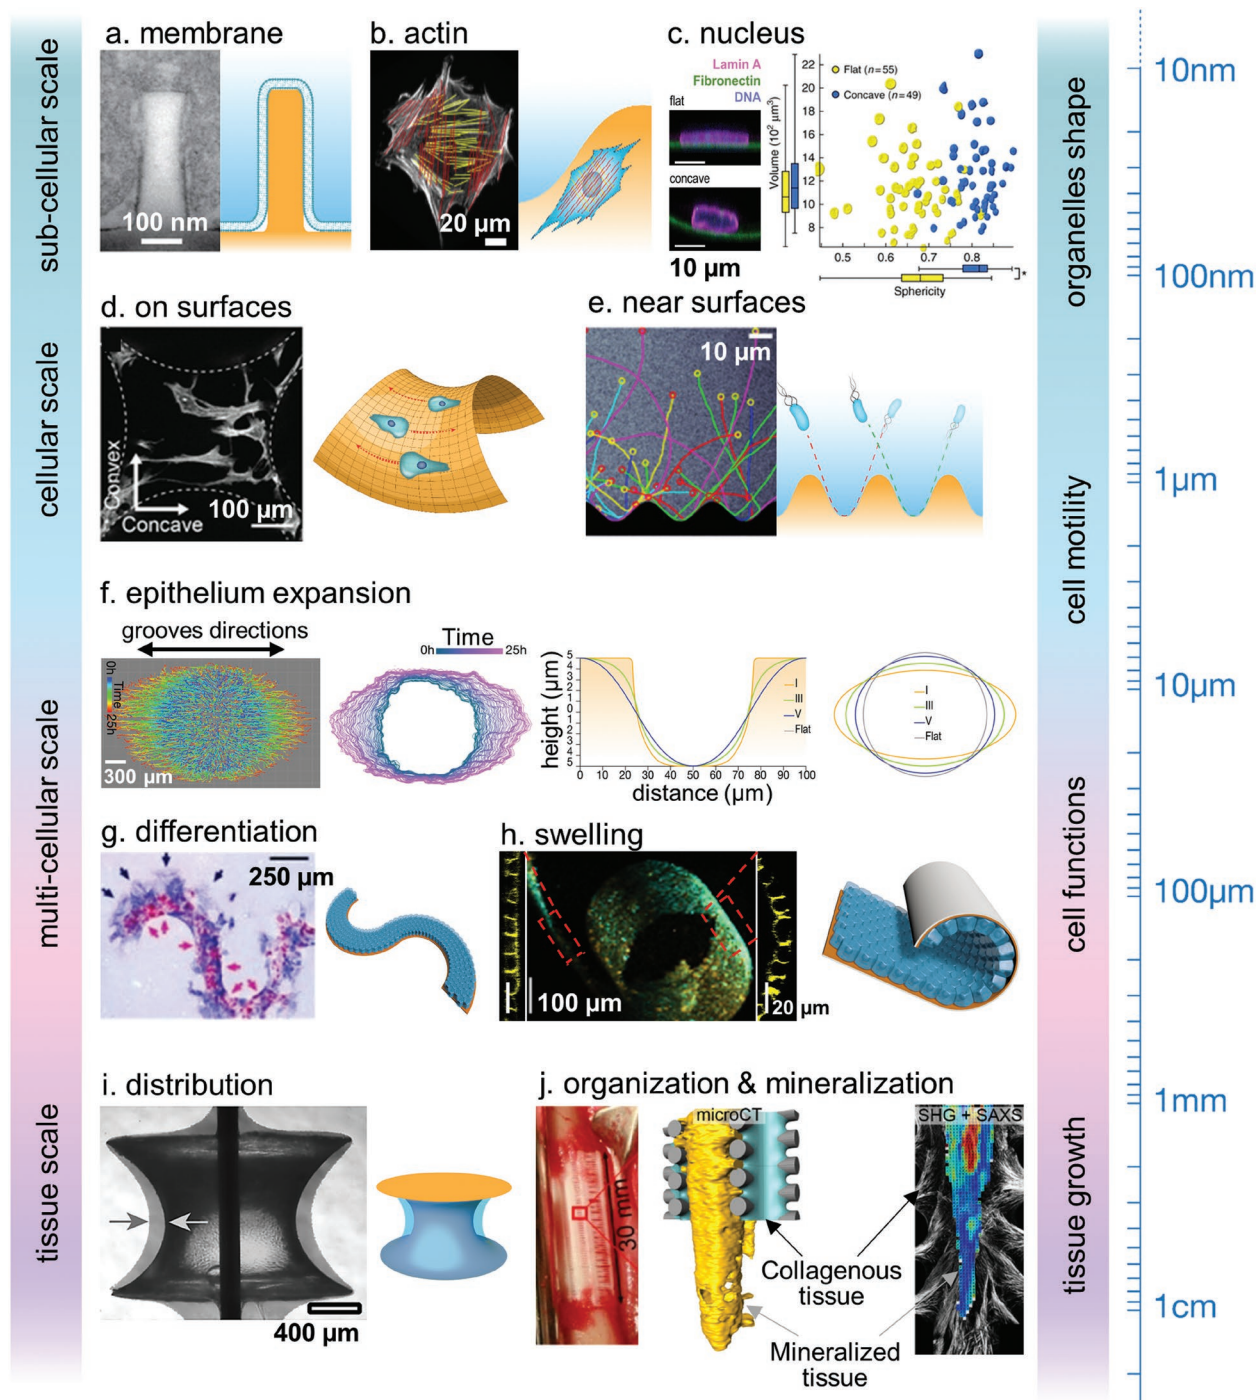 sub-cellular scale
cellular scale
multi-cellular scale
tissue scale
a. membrane
100 nm
b. actin
20 µm
c. nucleus
Lamin A
Fibronectin
DNA
flat
concave
10 µm
Volume (10² µm³)
22
20
18
16
14
12
10
8
Flat (n=55)
Concave (n=49)
0.5
0.6
0.7
0.8
*
Sphericity
d. on surfaces
Convex
Concave
100 µm
e. near surfaces
10 µm
f. epithelium expansion
grooves directions
0h
Time
25h
300 µm
Time
0h
25h
height (µm)
5
4
3
2
1
0
1
2
3
4
5
I
III
V
Flat
0
10
20
30
40
50
60
70
80
90
100
distance (µm)
I
III
V
Flat
g. differentiation
250 µm
h. swelling
100 µm
20 µm
i. distribution
400 µm
j. organization & mineralization
30 mm
microCT
SHG + SAXS
Collagenous
tissue
Mineralized
tissue
organelles shape
cell motility
cell functions
tissue growth
10nm
100nm
1µm
10µm
100µm
1mm
1cm